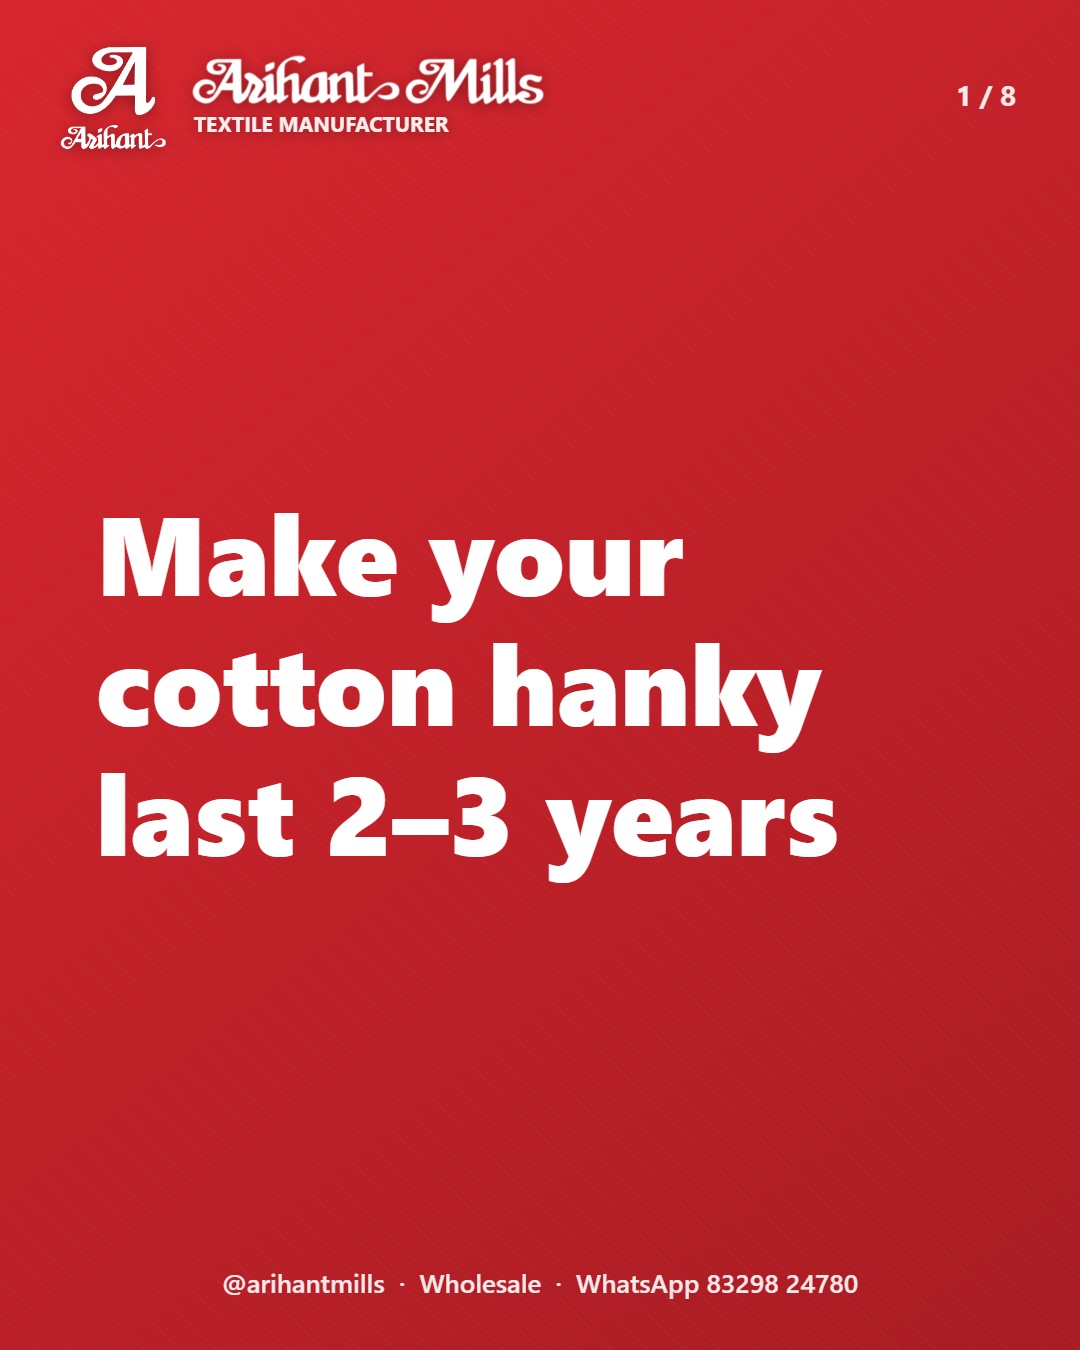 A
Arihant
Arihant Mills
TEXTILE MANUFACTURER
1 / 8
Make your
cotton hanky
last 2–3 years
@arihantmills · Wholesale · WhatsApp 83298 24780